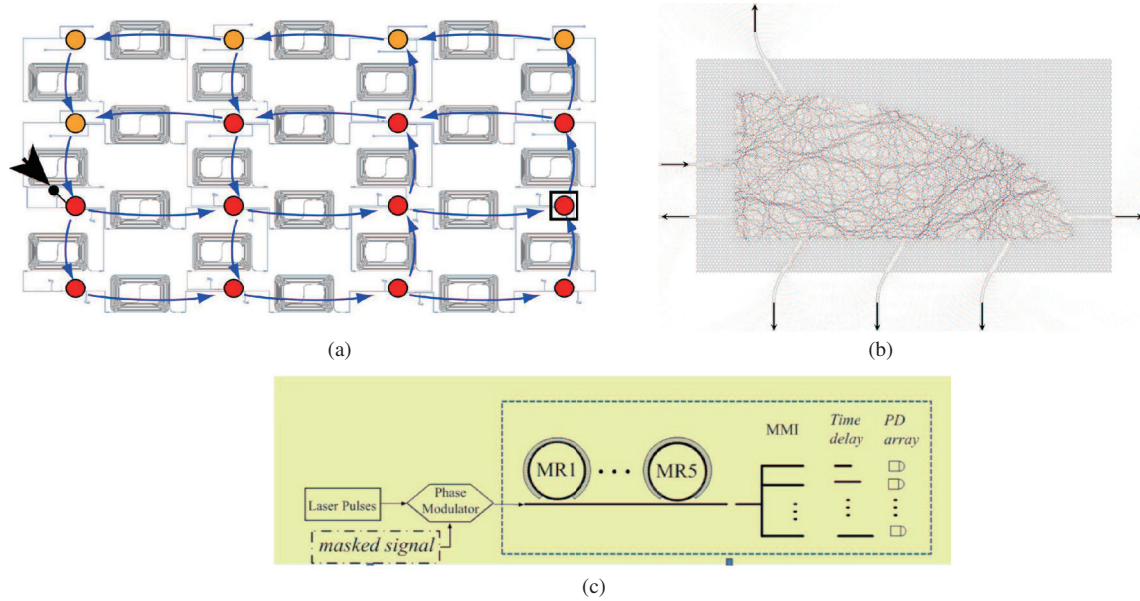 (a)
(b)
MMI
Time
delay
PD
array
MR1
MR5
Laser Pulses
Phase
Modulator
masked signal
(c)